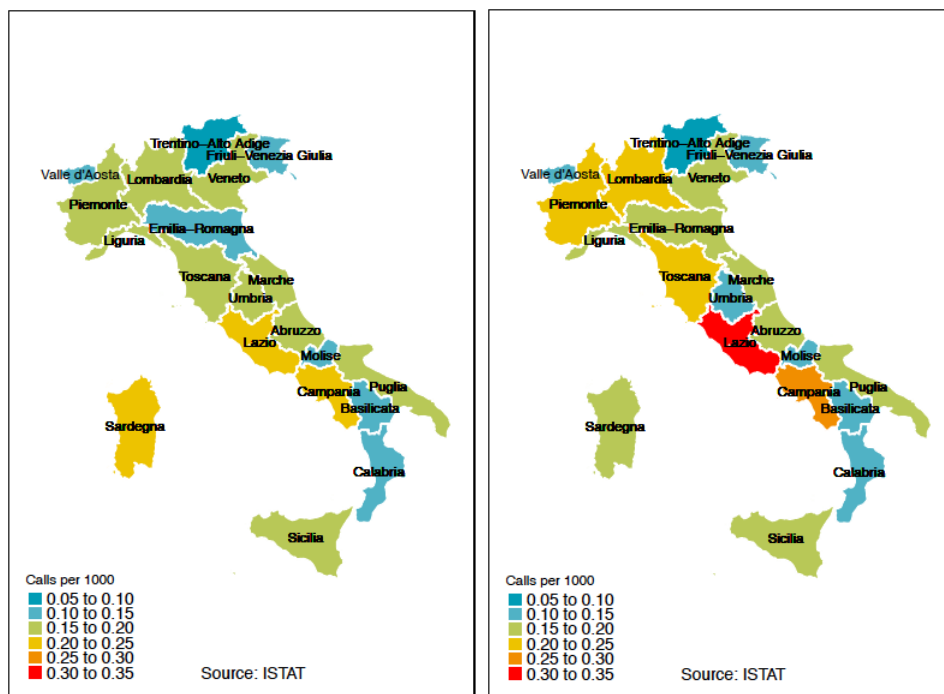 Trentino–Alto Adige
Friuli–Venezia Giulia
Valle d'Aosta
Lombardia
Veneto
Piemonte
Emilia–Romagna
Liguria
Toscana
Marche
Umbria
Abruzzo
Lazio
Molise
Campania
Puglia
Basilicata
Sardegna
Calabria
Sicilia
Calls per 1000
0.05 to 0.10
0.10 to 0.15
0.15 to 0.20
0.20 to 0.25
0.25 to 0.30
0.30 to 0.35
Source: ISTAT
Trentino–Alto Adige
Friuli–Venezia Giulia
Valle d'Aosta
Lombardia
Veneto
Piemonte
Emilia–Romagna
Liguria
Toscana
Marche
Umbria
Abruzzo
Lazio
Molise
Campania
Puglia
Basilicata
Sardegna
Calabria
Sicilia
Calls per 1000
0.05 to 0.10
0.10 to 0.15
0.15 to 0.20
0.20 to 0.25
0.25 to 0.30
0.30 to 0.35
Source: ISTAT